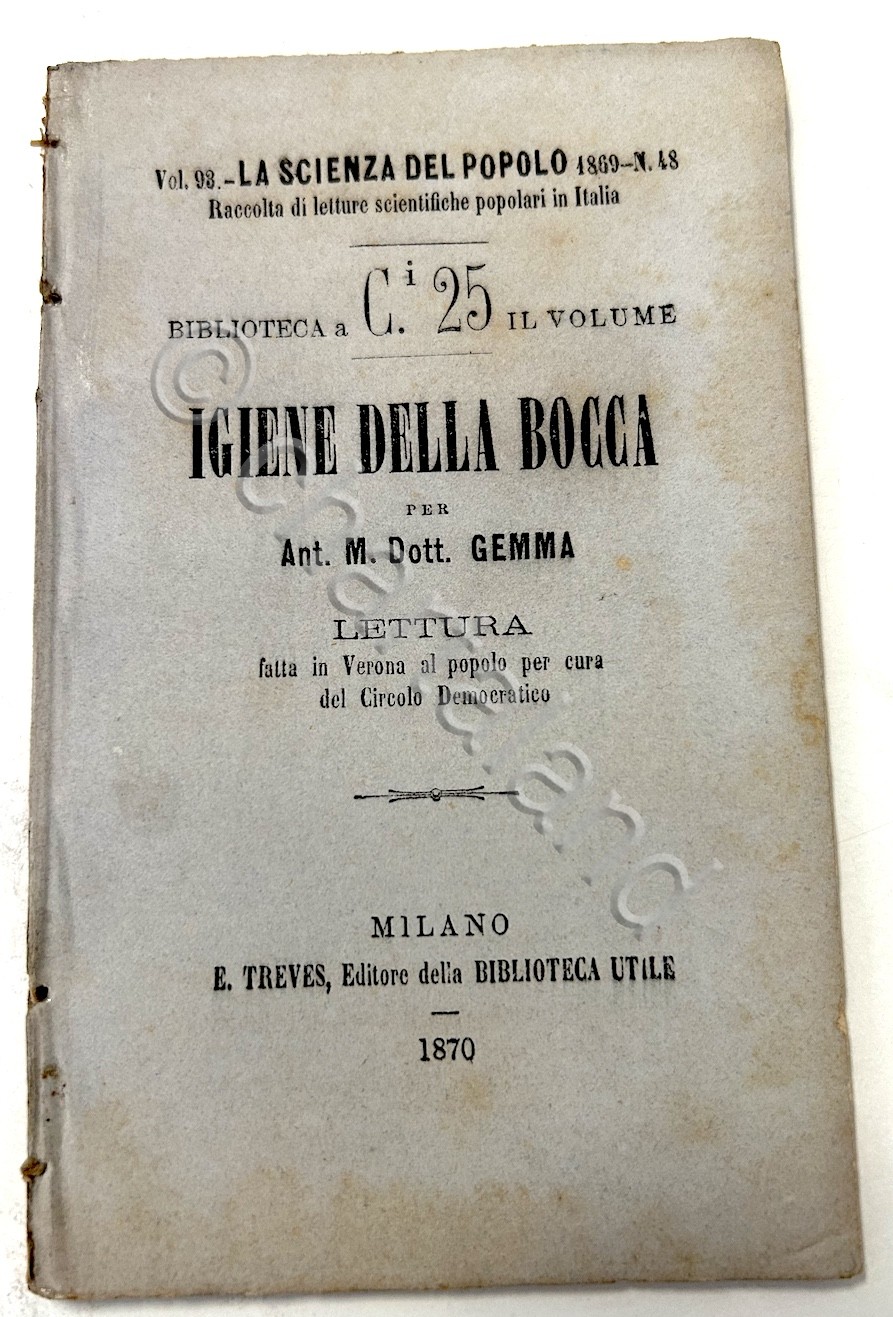 Vol. 93.-LA SCIENZA DEL POPOLO 1869-N. 48
Raccolta di letture scientifiche popolari in Italia
BIBLIOTECA a C.i 25 IL VOLUME
IGIENE DELLA BOCCA
PER
Ant. M. Dott. GEMMA
LETTURA
fatta in Verona al popolo per cura
del Circolo Democratico
MILANO
E. TREVES, Editore della BIBLIOTECA UTILE
1870